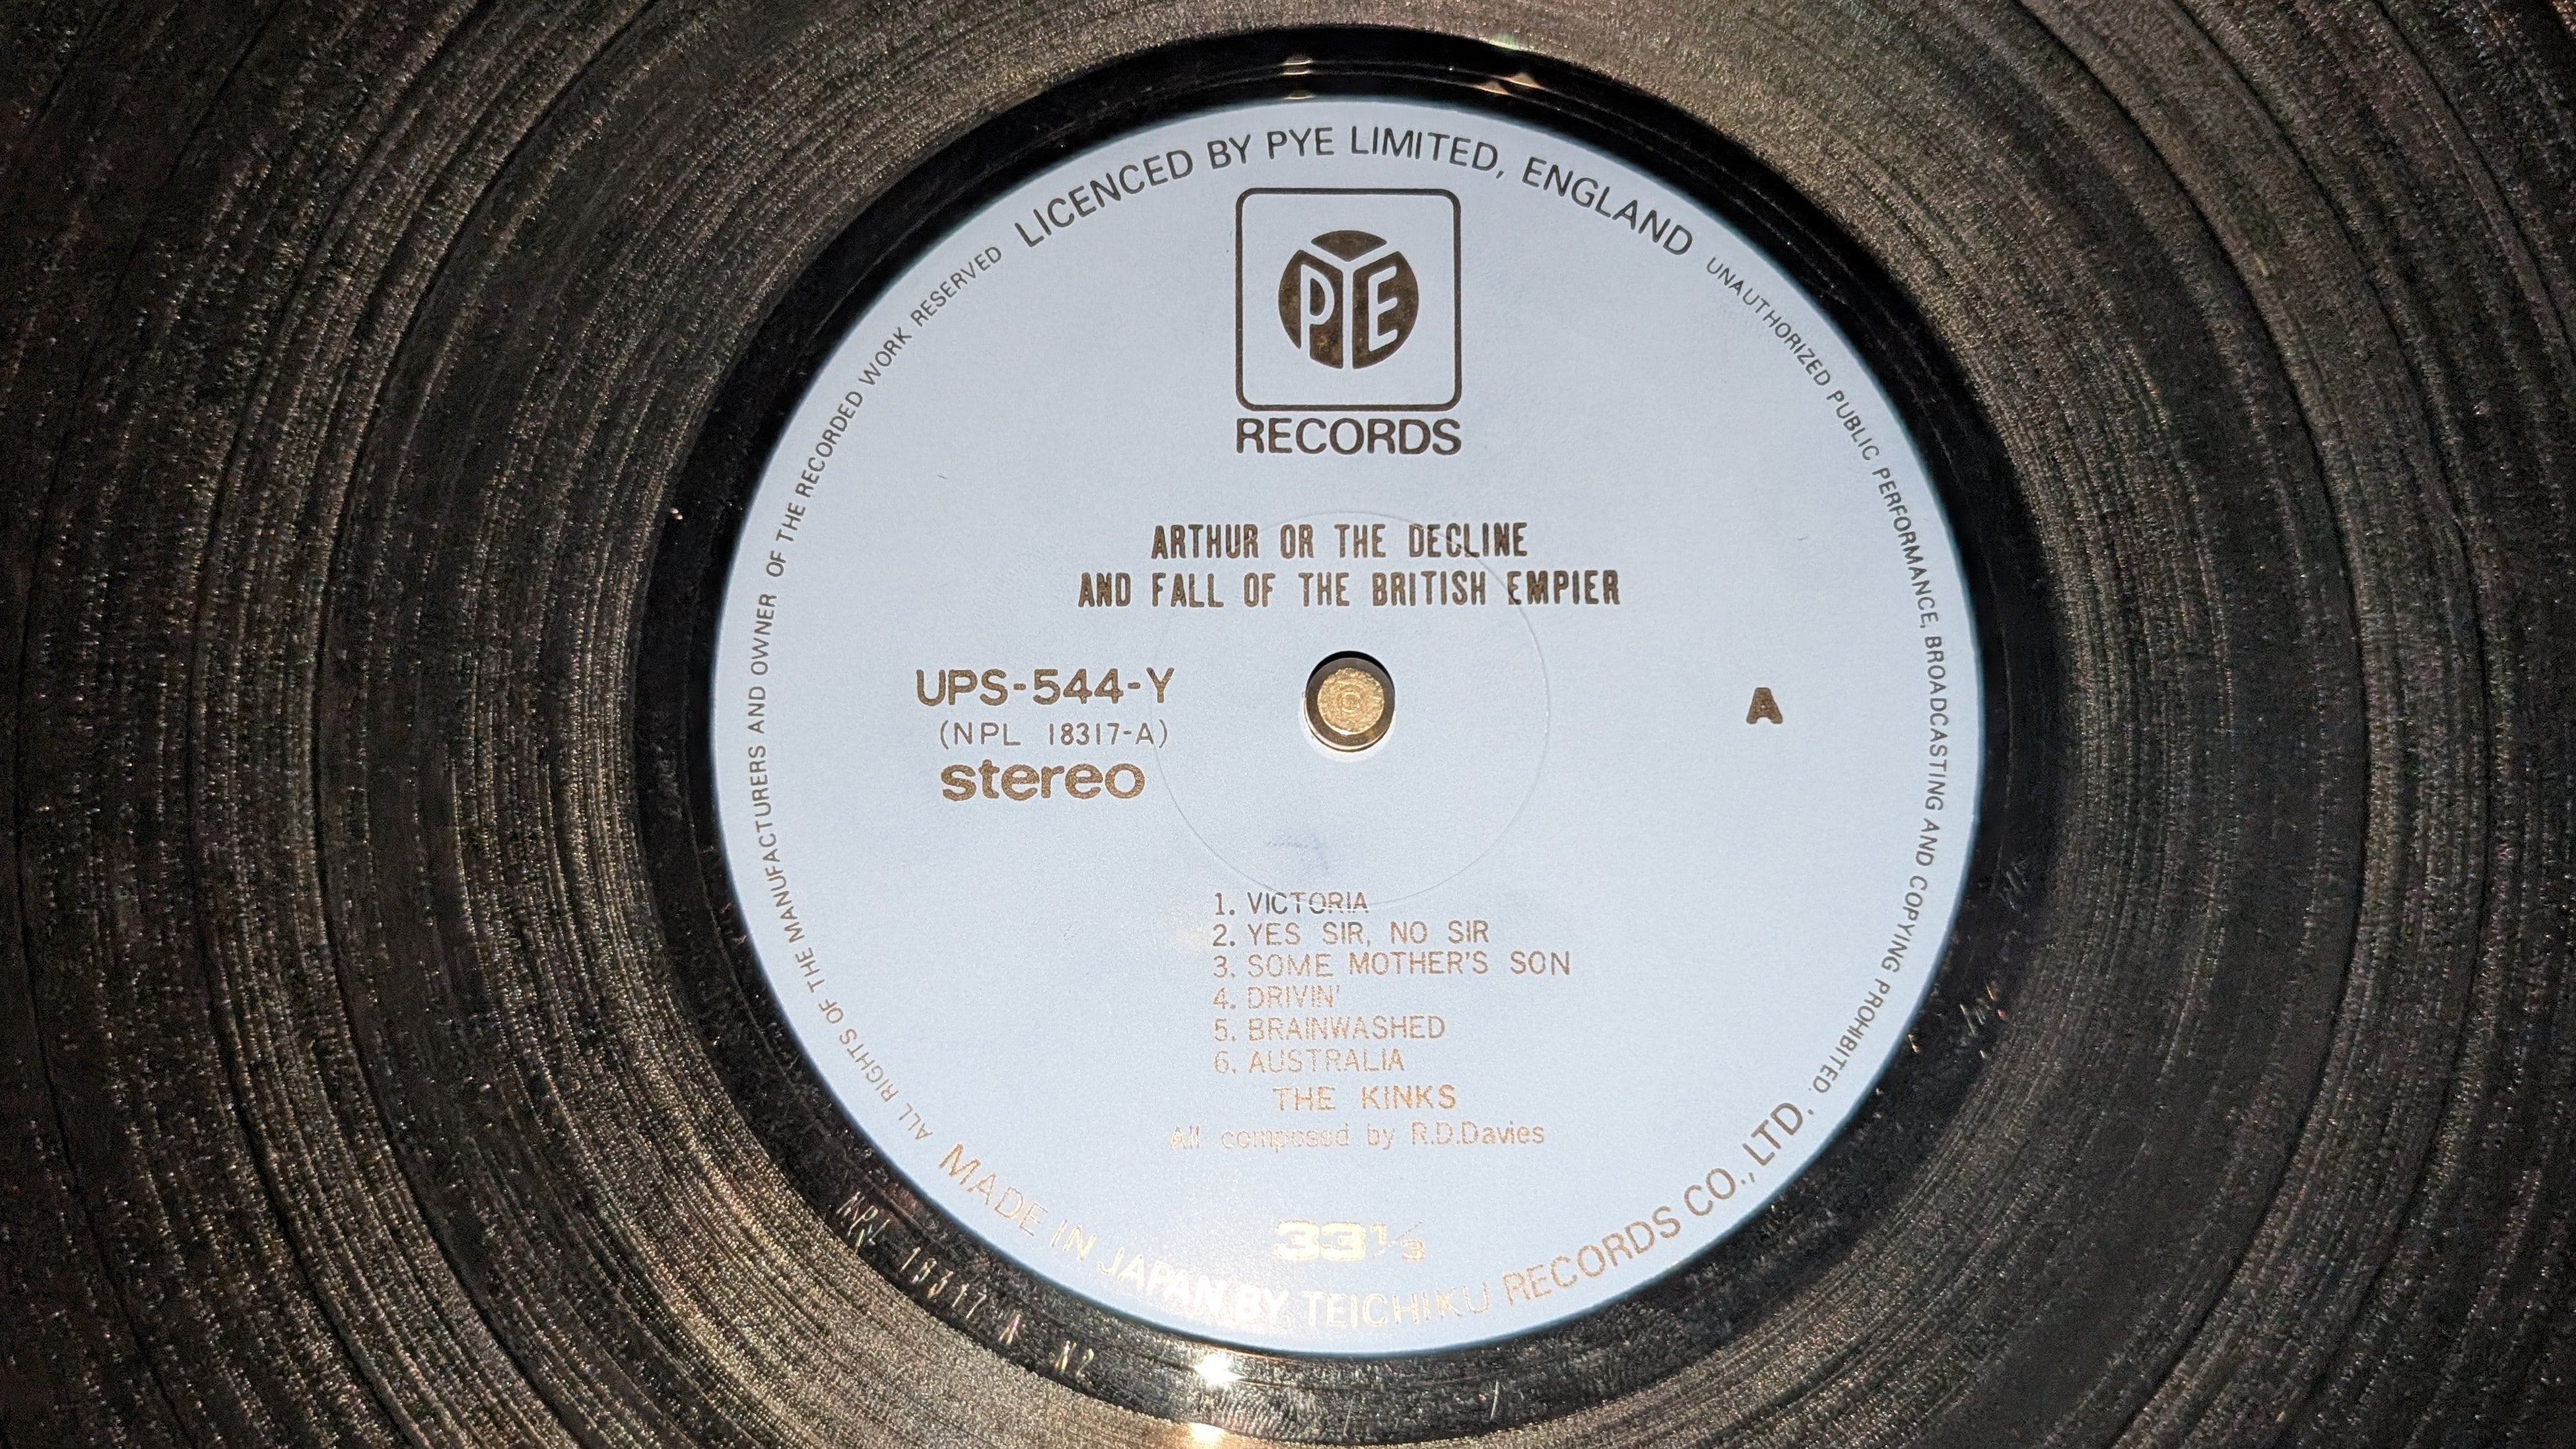 LICENCED BY PYE LIMITED, ENGLAND
UNAUTHORIZED PUBLIC PERFORMANCE, BROADCASTING AND COPYING PROHIBITED.
ALL RIGHTS OF THE MANUFACTURERS AND OWNER OF THE RECORDED WORK RESERVED
PYE
RECORDS
ARTHUR OR THE DECLINE
AND FALL OF THE BRITISH EMPIER
UPS-544-Y
(NPL 18317-A)
stereo
A
1. VICTORIA
2. YES SIR, NO SIR
3. SOME MOTHER'S SON
4. DRIVIN'
5. BRAINWASHED
6. AUSTRALIA
THE KINKS
All composed by R.D.Davies
33⅓
MADE IN JAPAN BY TEICHIKU RECORDS CO., LTD.
NPL 18317 A